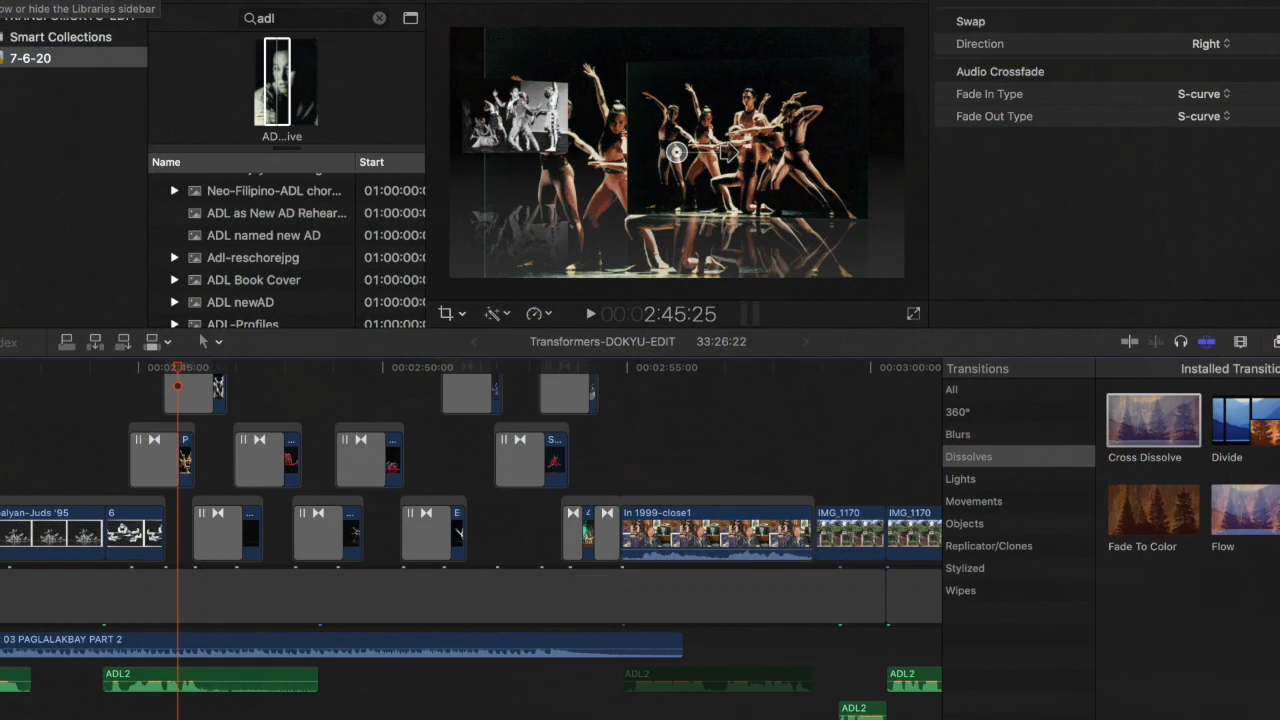 ow or hide the Libraries sidebar
Smart Collections
7-6-20
adl
AD...ive
Name
Start
Neo-Filipino-ADL chor...
01:00:00:0
ADL as New AD Rehear...
01:00:00:0
ADL named new AD
01:00:00:0
Adl-reschorejpg
01:00:00:0
ADL Book Cover
01:00:00:0
ADL newAD
01:00:00:0
ADL-Profiles
01:00:00:0
00:02:45:25
Swap
Direction
Right
Audio Crossfade
Fade In Type
S-curve
Fade Out Type
S-curve
dex
Transformers-DOKYU-EDIT
33:26:22
00:02:45:00
00:02:50:00
00:02:55:00
00:03:00:00
P
...
...
S...
alyan-Juds '95
6
...
...
E
In 1999-close1
IMG_1170
IMG_1170
03 PAGLALAKBAY PART 2
ADL2
ADL2
ADL2
ADL2
Transitions
All
360°
Blurs
Dissolves
Lights
Movements
Objects
Replicator/Clones
Stylized
Wipes
Installed Transitio
Cross Dissolve
Divide
Fade To Color
Flow